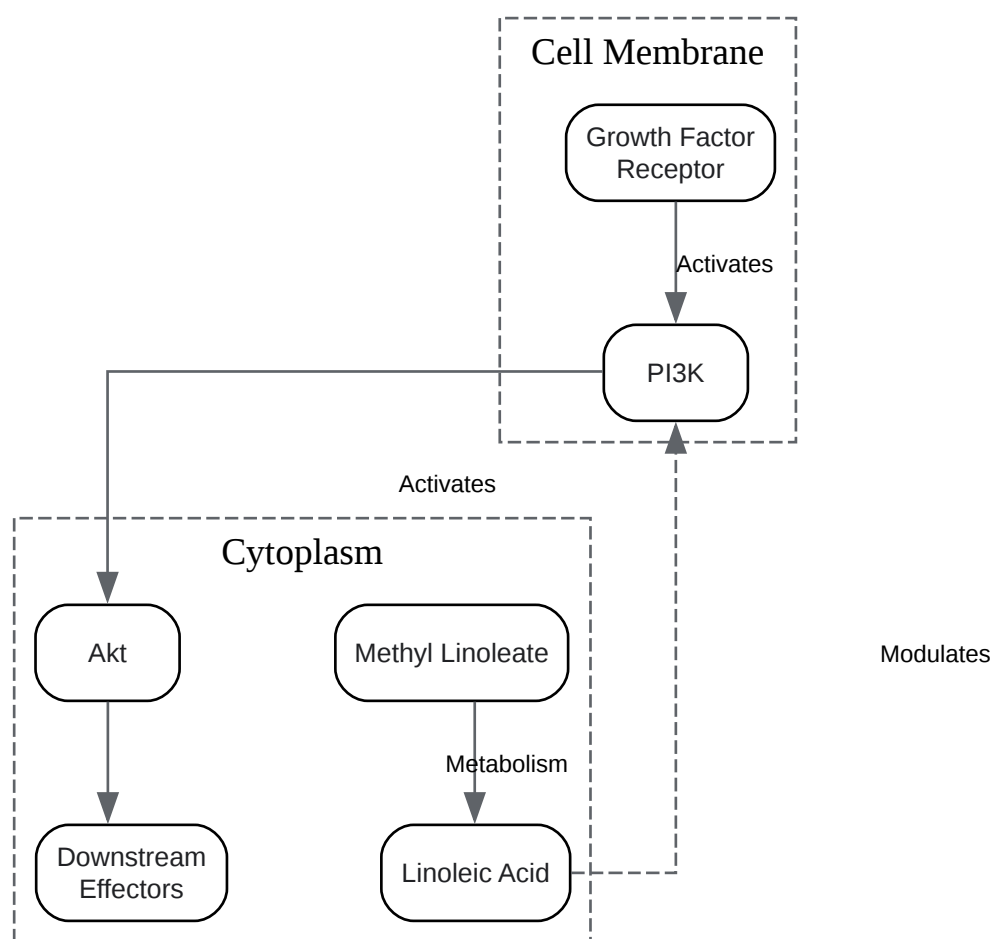 Cell Membrane
Growth Factor
Receptor
Activates
PI3K
Activates
Cytoplasm
Akt
Methyl Linoleate
Modulates
Metabolism
Downstream
Effectors
Linoleic Acid